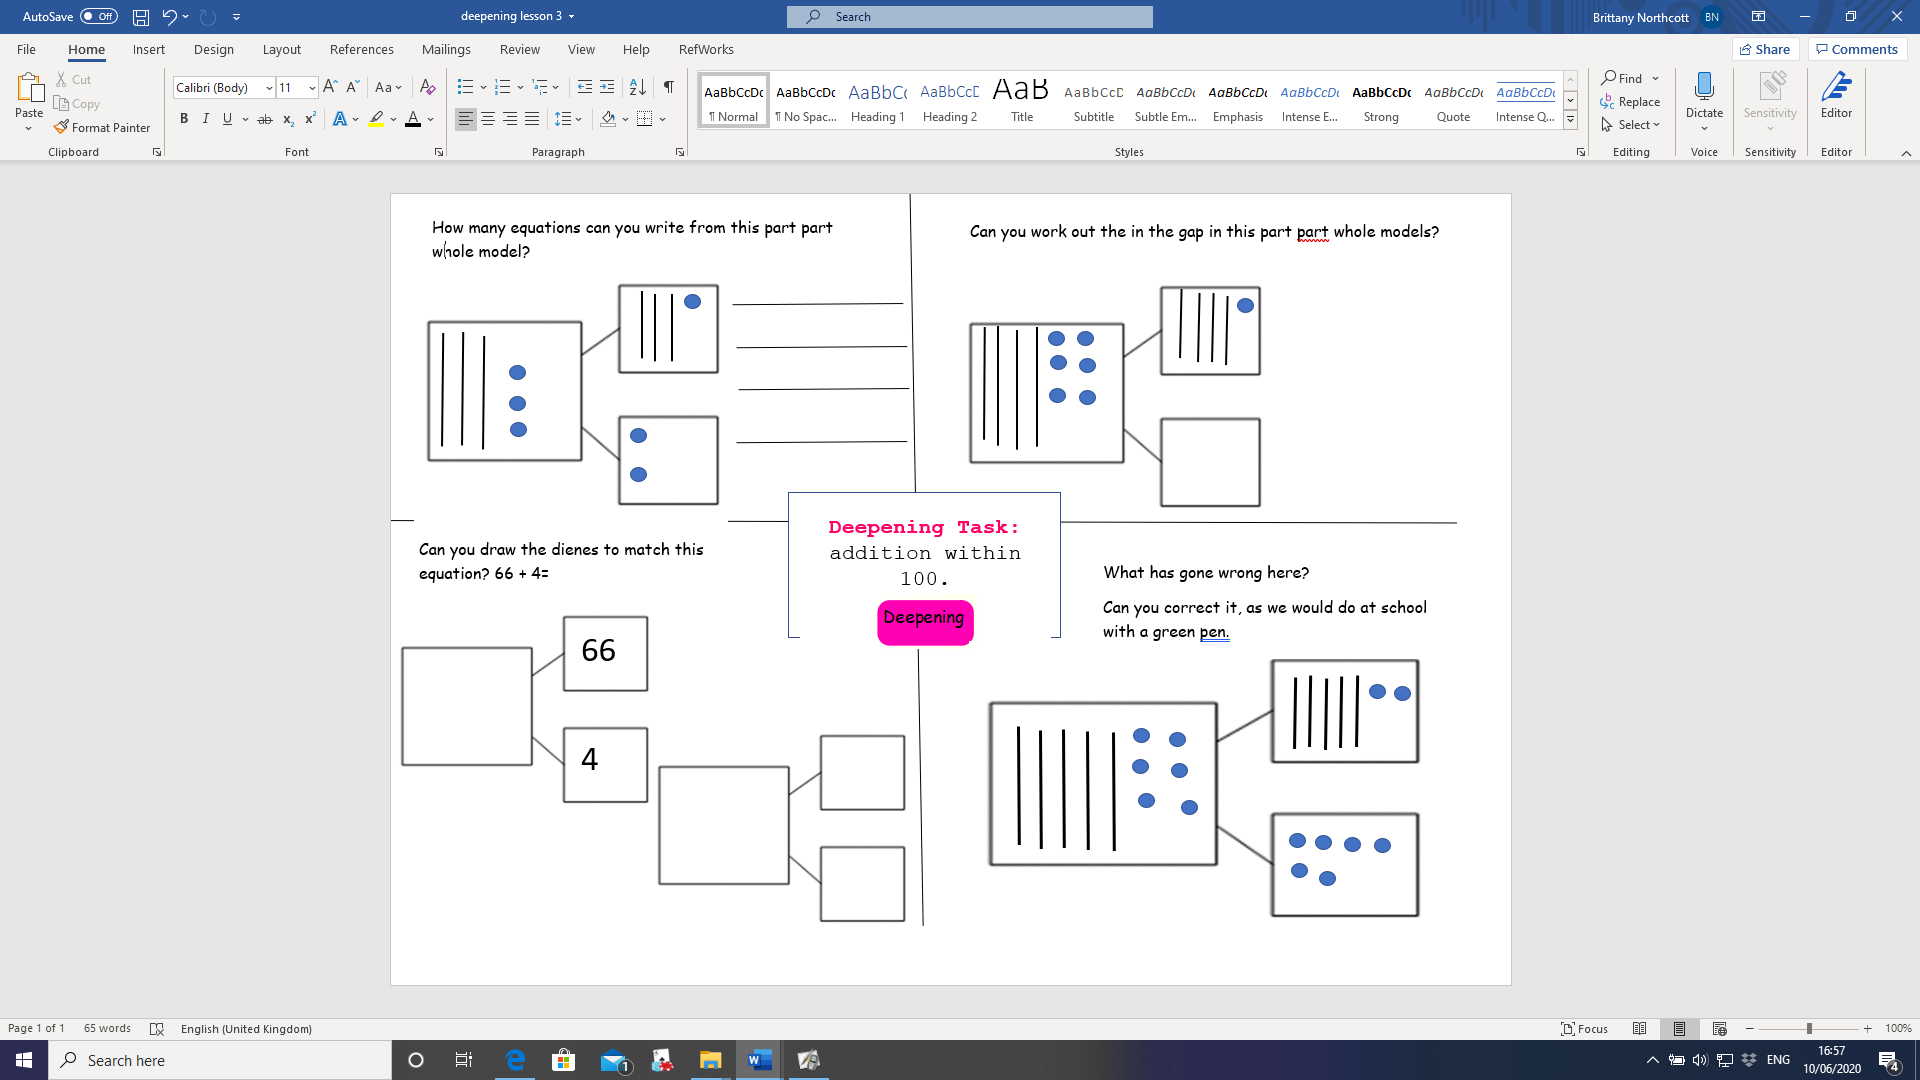 AutoSave Off
deepening lesson 3
Search
Brittany Northcott BN
File Home Insert Design Layout References Mailings Review View Help RefWorks
Share Comments
Paste
Cut
Copy
Format Painter
Clipboard
Calibri (Body) 11
Font
Paragraph
AaBbCcDc AaBbCcDc AaBbCc AaBbCcD AaB AaBbCcD AaBbCcDc AaBbCcDc AaBbCcDc AaBbCcDc AaBbCcDc AaBbCcDc
¶ Normal ¶ No Spac... Heading 1 Heading 2 Title Subtitle Subtle Em... Emphasis Intense E... Strong Quote Intense Q...
Styles
Find
Replace
Select
Editing
Dictate
Voice
Sensitivity
Sensitivity
Editor
Editor
How many equations can you write from this part part
whole model?
Can you work out the in the gap in this part part whole models?
Deepening Task:
addition within
100.
Deepening
Can you draw the dienes to match this
equation? 66 + 4=
66
4
What has gone wrong here?
Can you correct it, as we would do at school
with a green pen.
Page 1 of 1 65 words English (United Kingdom)
Focus 100%
Search here
1
ENG
16:57
10/06/2020
4